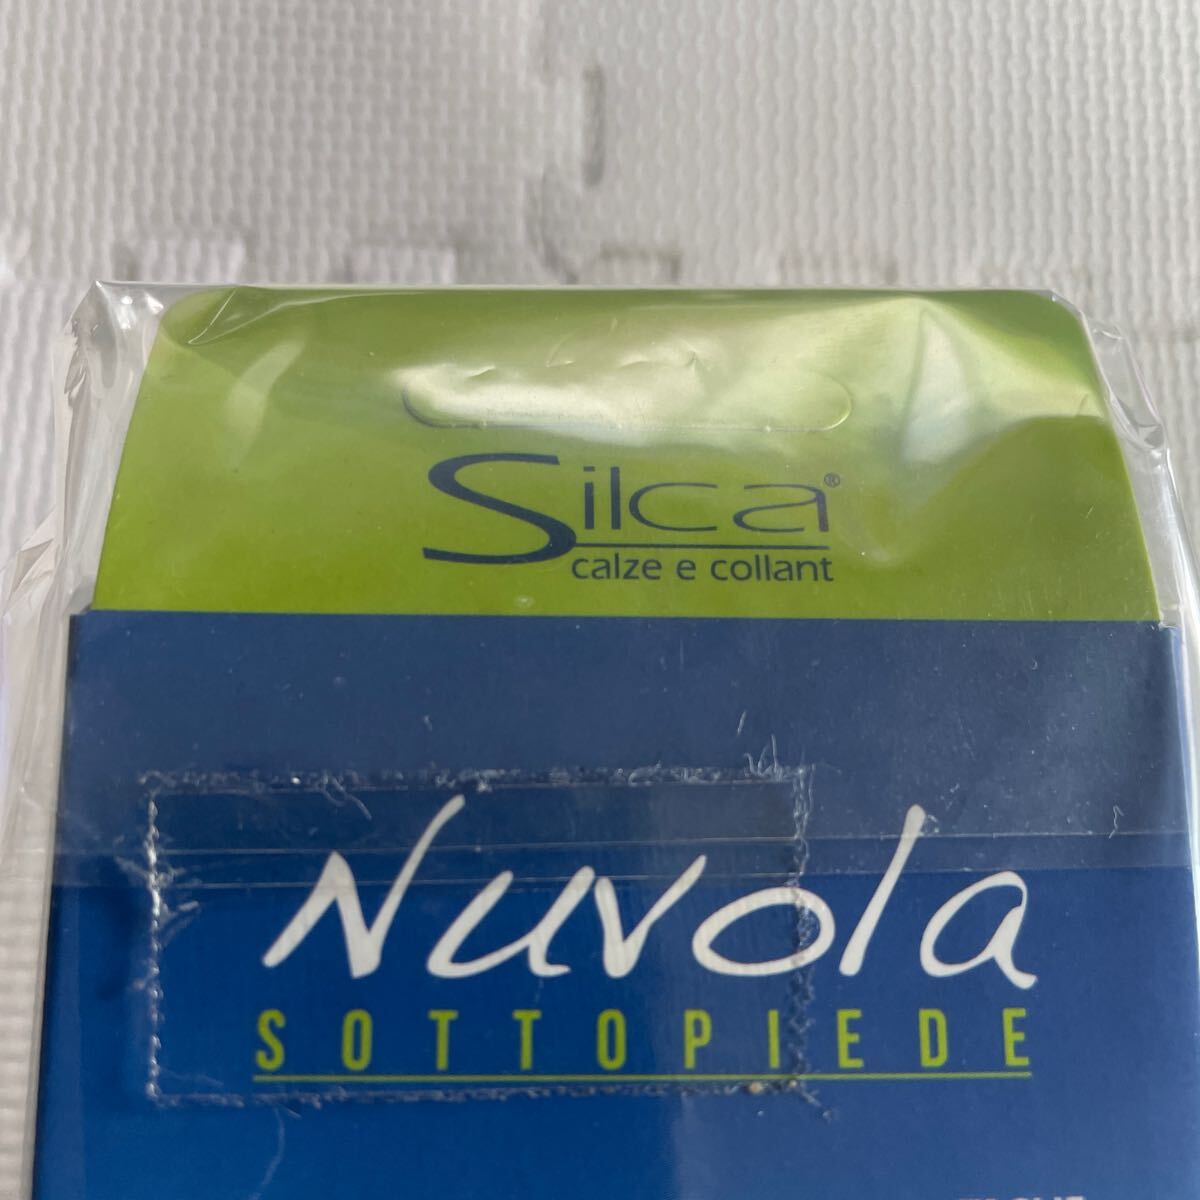 Silca®
calze e collant
Nuvola
SOTTOPIEDE